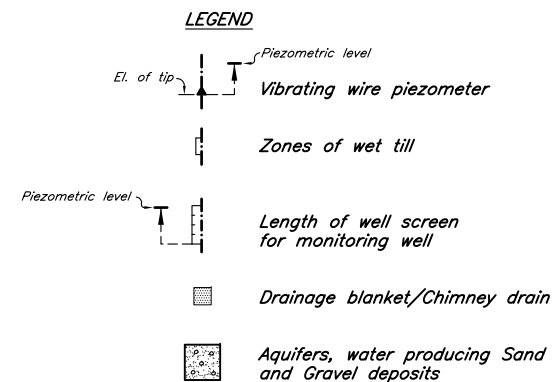 LEGEND
Piezometric level
El. of tip
Vibrating wire piezometer
Zones of wet till
Piezometric level
Length of well screen
for monitoring well
Drainage blanket/Chimney drain
Aquifers, water producing Sand
and Gravel deposits